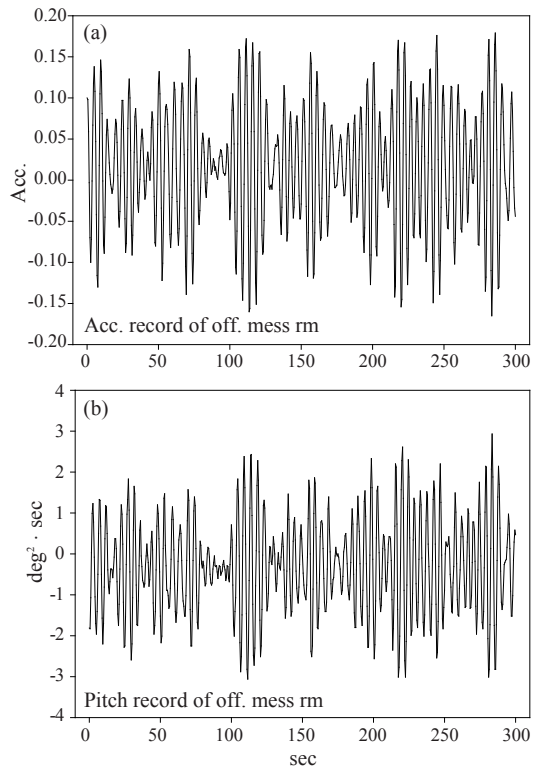 (a)
0.20
0.15
0.10
0.05
0.00
-0.05
-0.10
-0.15
-0.20
Acc.
Acc. record of off. mess rm
0 50 100 150 200 250 300
(b)
4
3
2
1
0
-1
-2
-3
-4
deg² · sec
Pitch record of off. mess rm
0 50 100 150 200 250 300
sec